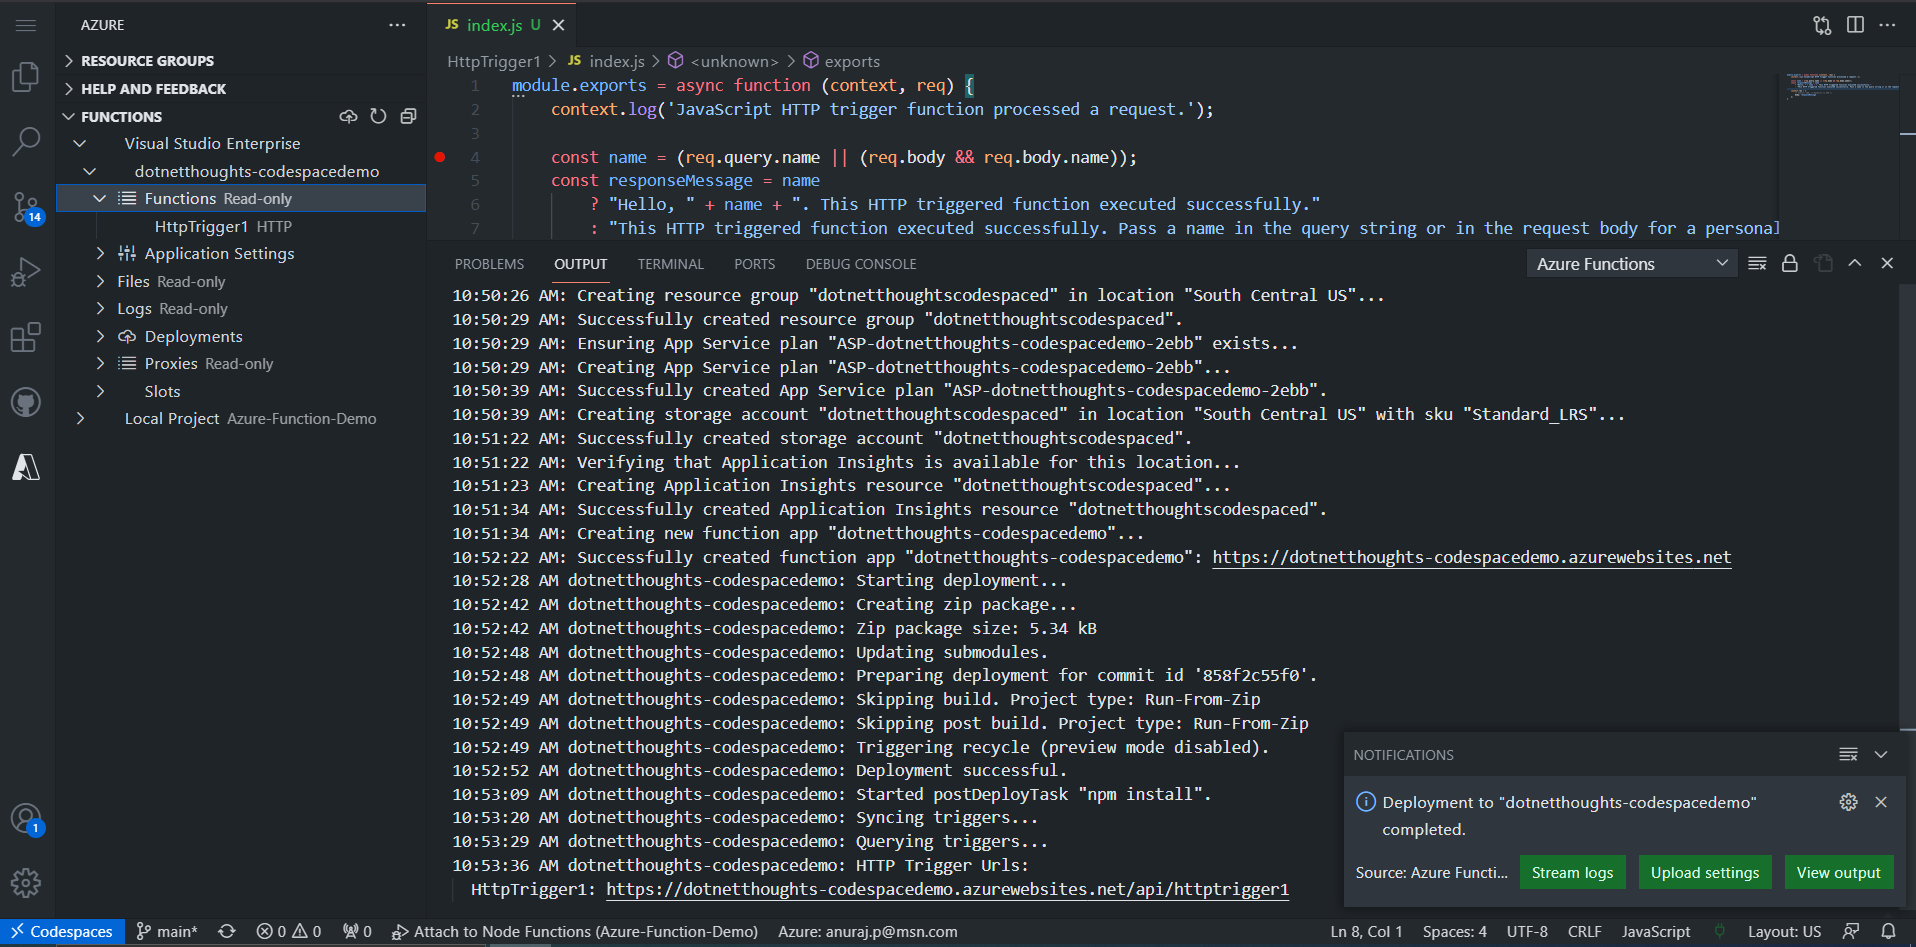 AZURE
RESOURCE GROUPS
HELP AND FEEDBACK
FUNCTIONS
Visual Studio Enterprise
dotnetthoughts-codespacedemo
Functions Read-only
HttpTrigger1 HTTP
Application Settings
Files Read-only
Logs Read-only
Deployments
Proxies Read-only
Slots
Local Project Azure-Function-Demo
14
1
JS index.js U
HttpTrigger1 > JS index.js > <unknown> > exports
1 module.exports = async function (context, req) {
2 context.log('JavaScript HTTP trigger function processed a request.');
3
4 const name = (req.query.name || (req.body && req.body.name));
5 const responseMessage = name
6 ? "Hello, " + name + ". This HTTP triggered function executed successfully."
7 : "This HTTP triggered function executed successfully. Pass a name in the query string or in the request body for a personal
PROBLEMS OUTPUT TERMINAL PORTS DEBUG CONSOLE Azure Functions
10:50:26 AM: Creating resource group "dotnetthoughtscodespaced" in location "South Central US"...
10:50:29 AM: Successfully created resource group "dotnetthoughtscodespaced".
10:50:29 AM: Ensuring App Service plan "ASP-dotnetthoughts-codespacedemo-2ebb" exists...
10:50:29 AM: Creating App Service plan "ASP-dotnetthoughts-codespacedemo-2ebb"...
10:50:39 AM: Successfully created App Service plan "ASP-dotnetthoughts-codespacedemo-2ebb".
10:50:39 AM: Creating storage account "dotnetthoughtscodespaced" in location "South Central US" with sku "Standard_LRS"...
10:51:22 AM: Successfully created storage account "dotnetthoughtscodespaced".
10:51:22 AM: Verifying that Application Insights is available for this location...
10:51:23 AM: Creating Application Insights resource "dotnetthoughtscodespaced"...
10:51:34 AM: Successfully created Application Insights resource "dotnetthoughtscodespaced".
10:51:34 AM: Creating new function app "dotnetthoughts-codespacedemo"...
10:52:22 AM: Successfully created function app "dotnetthoughts-codespacedemo": https://dotnetthoughts-codespacedemo.azurewebsites.net
10:52:28 AM dotnetthoughts-codespacedemo: Starting deployment...
10:52:42 AM dotnetthoughts-codespacedemo: Creating zip package...
10:52:42 AM dotnetthoughts-codespacedemo: Zip package size: 5.34 kB
10:52:48 AM dotnetthoughts-codespacedemo: Updating submodules.
10:52:48 AM dotnetthoughts-codespacedemo: Preparing deployment for commit id '858f2c55f0'.
10:52:49 AM dotnetthoughts-codespacedemo: Skipping build. Project type: Run-From-Zip
10:52:49 AM dotnetthoughts-codespacedemo: Skipping post build. Project type: Run-From-Zip
10:52:49 AM dotnetthoughts-codespacedemo: Triggering recycle (preview mode disabled).
10:52:52 AM dotnetthoughts-codespacedemo: Deployment successful.
10:53:09 AM dotnetthoughts-codespacedemo: Started postDeployTask "npm install".
10:53:20 AM dotnetthoughts-codespacedemo: Syncing triggers...
10:53:29 AM dotnetthoughts-codespacedemo: Querying triggers...
10:53:36 AM dotnetthoughts-codespacedemo: HTTP Trigger Urls:
HttpTrigger1: https://dotnetthoughts-codespacedemo.azurewebsites.net/api/httptrigger1
NOTIFICATIONS
Deployment to "dotnetthoughts-codespacedemo"
completed.
Source: Azure Functi... Stream logs Upload settings View output
Codespaces main* 0 0 0 Attach to Node Functions (Azure-Function-Demo) Azure: anuraj.p@msn.com Ln 8, Col 1 Spaces: 4 UTF-8 CRLF JavaScript Layout: US